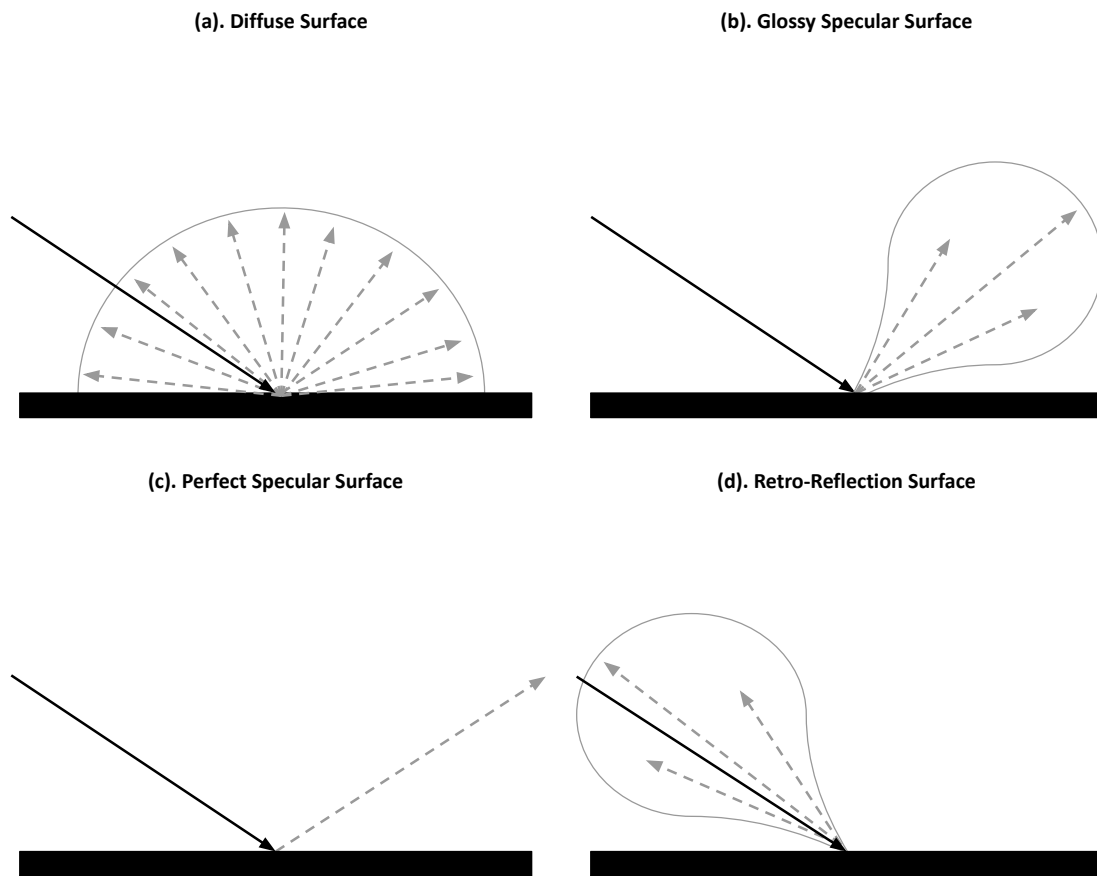 (a). Diffuse Surface
(b). Glossy Specular Surface
(c). Perfect Specular Surface
(d). Retro-Reflection Surface